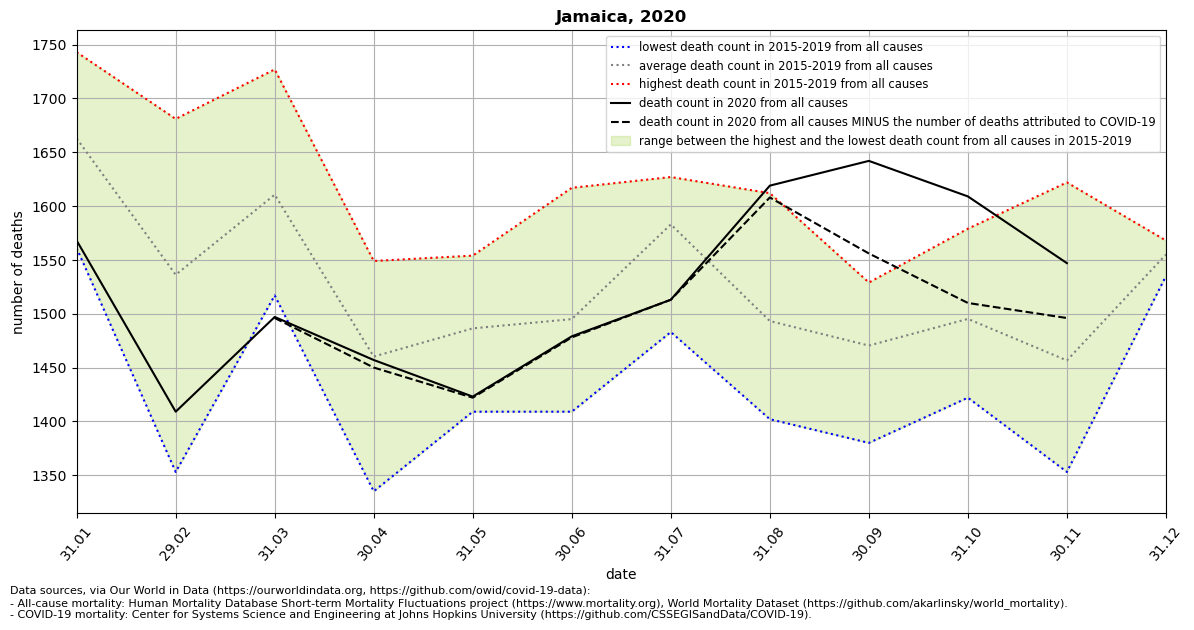 Jamaica, 2020
1750
1700
1650
1600
1550
1500
1450
1400
1350
number of deaths
lowest death count in 2015-2019 from all causes
average death count in 2015-2019 from all causes
highest death count in 2015-2019 from all causes
death count in 2020 from all causes
death count in 2020 from all causes MINUS the number of deaths attributed to COVID-19
range between the highest and the lowest death count from all causes in 2015-2019
31.01
29.02
31.03
30.04
31.05
30.06
31.07
31.08
30.09
31.10
30.11
31.12
date
Data sources, via Our World in Data (https://ourworldindata.org, https://github.com/owid/covid-19-data):
- All-cause mortality: Human Mortality Database Short-term Mortality Fluctuations project (https://www.mortality.org), World Mortality Dataset (https://github.com/akarlinsky/world_mortality).
- COVID-19 mortality: Center for Systems Science and Engineering at Johns Hopkins University (https://github.com/CSSEGISandData/COVID-19).